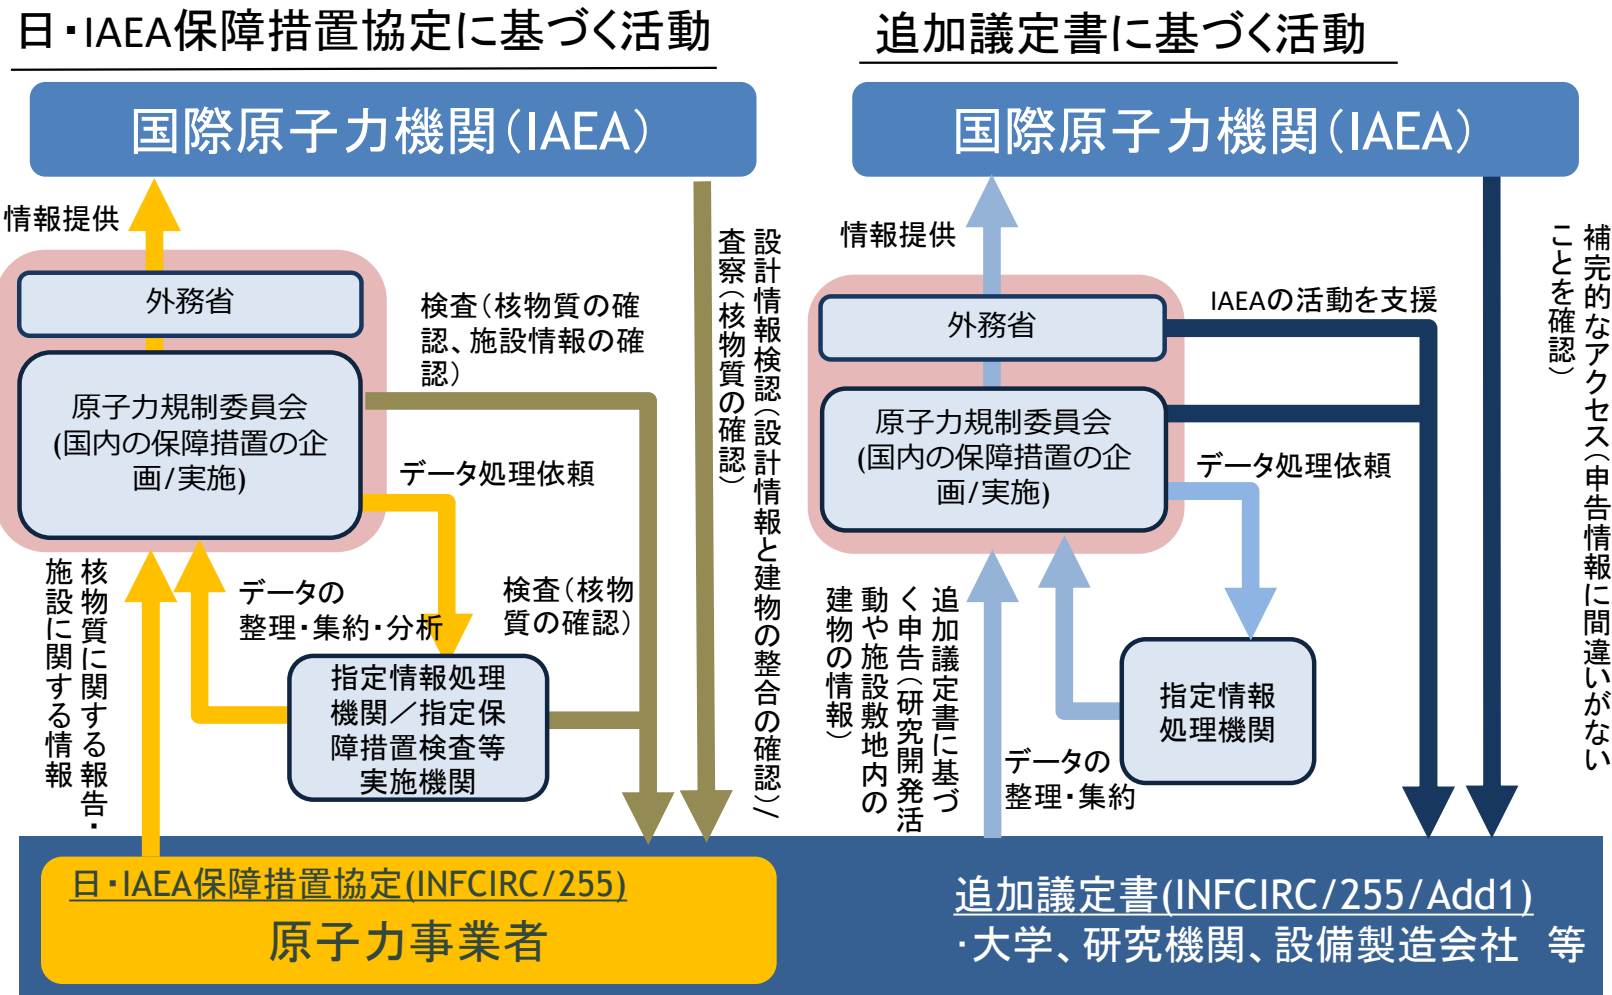 日・IAEA保障措置協定に基づく活動
国際原子力機関（IAEA）
情報提供
外務省
原子力規制委員会
(国内の保障措置の企
画/実施)
検査（核物質の確
認、施設情報の確
認）
データ処理依頼
設計情報検認（設計情報と建物の整合の確認）/
査察（核物質の確認）
核物質に関する報告・
施設に関する情報
データの
整理・集約・分析
検査（核物
質の確認）
指定情報処理
機関／指定保
障措置検査等
実施機関
日・IAEA保障措置協定(INFCIRC/255)
原子力事業者
追加議定書に基づく活動
国際原子力機関（IAEA）
情報提供
外務省
原子力規制委員会
(国内の保障措置の企
画/実施)
IAEAの活動を支援
データ処理依頼
補完的なアクセス（申告情報に間違いがない
ことを確認）
追加議定書に基づ
く申告（研究開発活
動や施設敷地内の
建物の情報）
データの
整理・集約
指定情報
処理機関
追加議定書(INFCIRC/255/Add1)
・大学、研究機関、設備製造会社　等